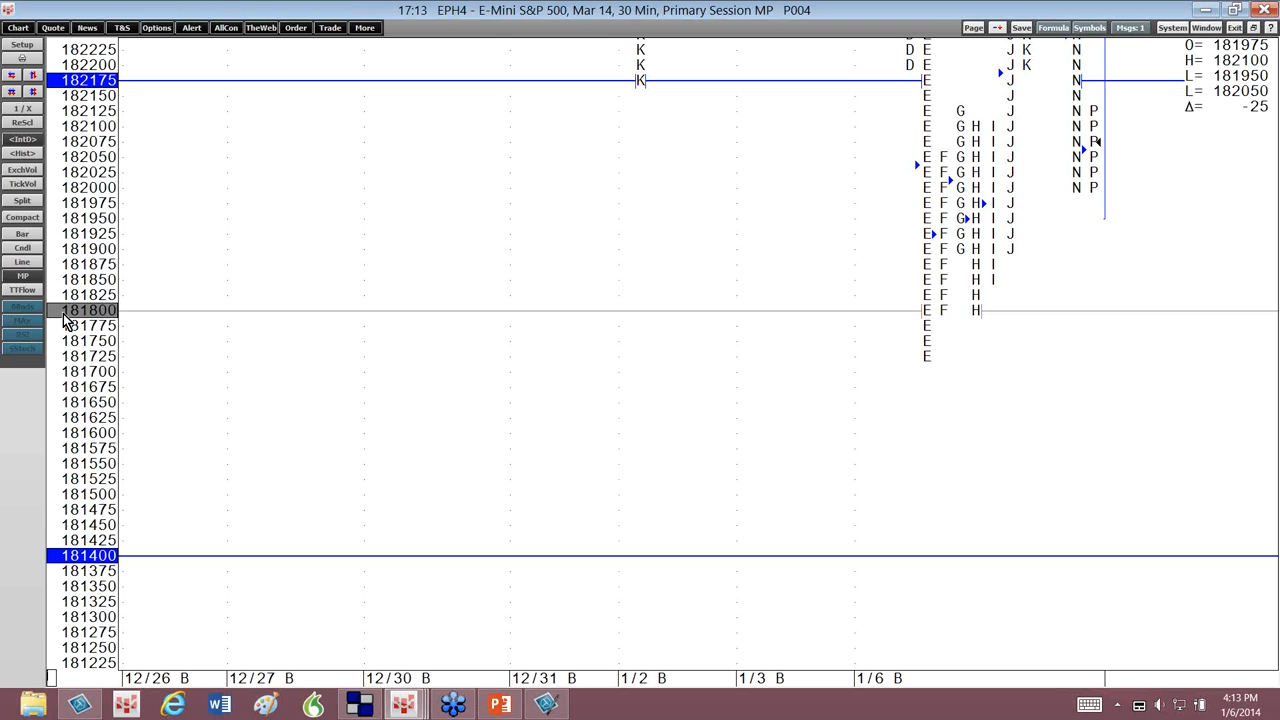 17:13 EPH4 - E-Mini S&P 500, Mar 14, 30 Min, Primary Session MP P004
Chart Quote News T&S Options Alert AllCon TheWeb Order Trade More Page Save Formula Symbols Msgs: 1 System Window Exit ?
Setup
1 / X
ReScl
<IntD>
<Hist>
ExchVol
TickVol
Split
Compact
Bar
Cndl
Line
MP
TTFlow
MAx
RSI
SStoch
K D E J K N O= 181975
182225 K D E J K N
H= 182100
182200 K D E J K N L= 181950
182175 K E J N L= 182050
182150 E J N Δ= -25
182125 E G J N P
182100 E G H I J N P
182075 E G H I J N P
182050 E F G H I J N P
182025 E F G H I J N P
182000 E F G H I J N P
181975 E F G H I J
181950 E F G H I J
181925 E F G H I J
181900 E F G H I J
181875 E F H I
181850 E F H I
181825 E F H
181800 E F H
181775 E
181750 E
181725 E
181700
181675
181650
181625
181600
181575
181550
181525
181500
181475
181450
181425
181400
181375
181350
181325
181300
181275
181250
181225
12/26 B 12/27 B 12/30 B 12/31 B 1/2 B 1/3 B 1/6 B
4:13 PM
1/6/2014